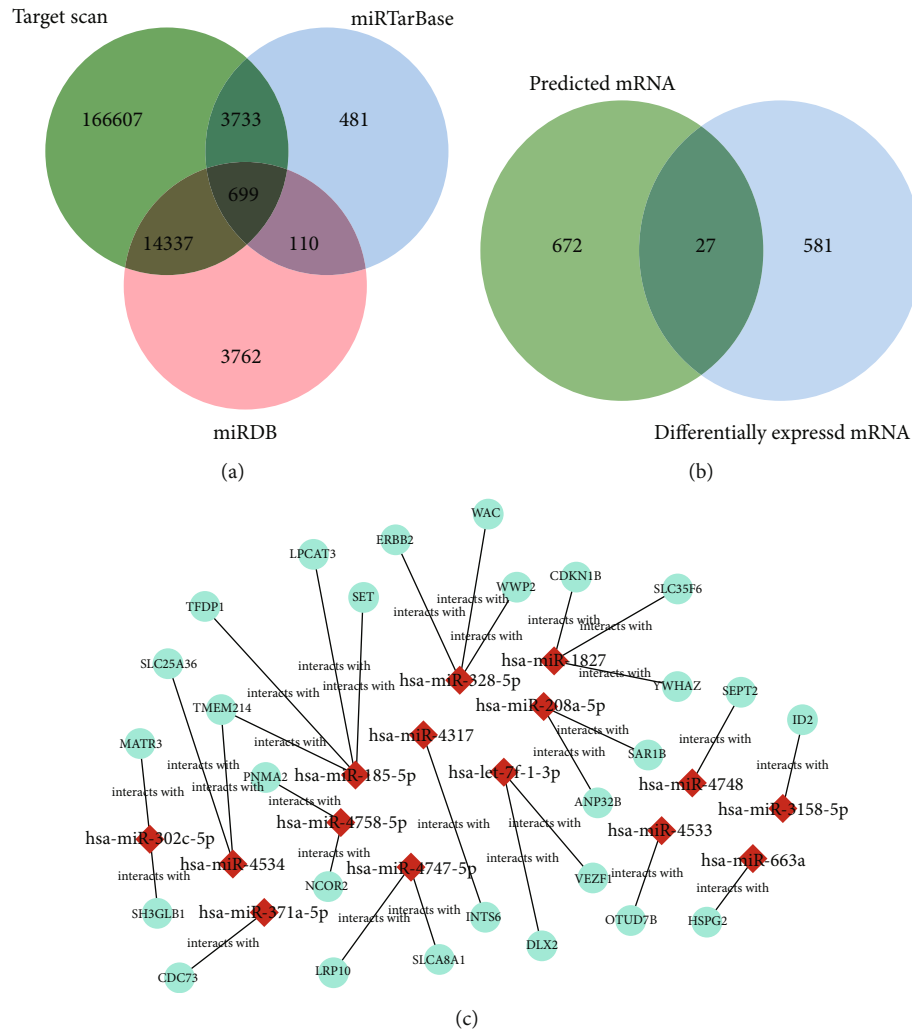 Target scan
miRTarBase
166607
3733
481
699
14337
110
3762
miRDB
(a)
Predicted mRNA
672
27
581
Differentially expressd mRNA
(b)
WAC
ERBB2
LPCAT3
WWP2
CDKN1B
SLC35F6
SET
TFDP1
interacts with
interacts with
interacts with
interacts with
interacts with
SLC25A36
interacts with
interacts with
hsa-miR-328-5p
hsa-miR-1827
YWHAZ
SEPT2
TMEM214
interacts with
hsa-miR-208a-5p
ID2
MATR3
interacts with
hsa-miR-4317
interacts with
interacts with
SAR1B
interacts with
PNMA2
hsa-miR-185-5p
hsa-let-7f-1-3p
interacts with
hsa-miR-4748
interacts with
interacts with
interacts with
ANP32B
hsa-miR-3158-5p
interacts with
hsa-miR-4758-5p
interacts with
hsa-miR-4533
hsa-miR-302c-5p
interacts with
interacts with
interacts with
interacts with
hsa-miR-4534
hsa-miR-4747-5p
hsa-miR-663a
interacts with
NCOR2
VEZF1
interacts with
SH3GLB1
hsa-miR-371a-5p
interacts with
interacts with
INTS6
OTUD7B
HSPG2
interacts with
DLX2
CDC73
LRP10
SLCA8A1
(c)